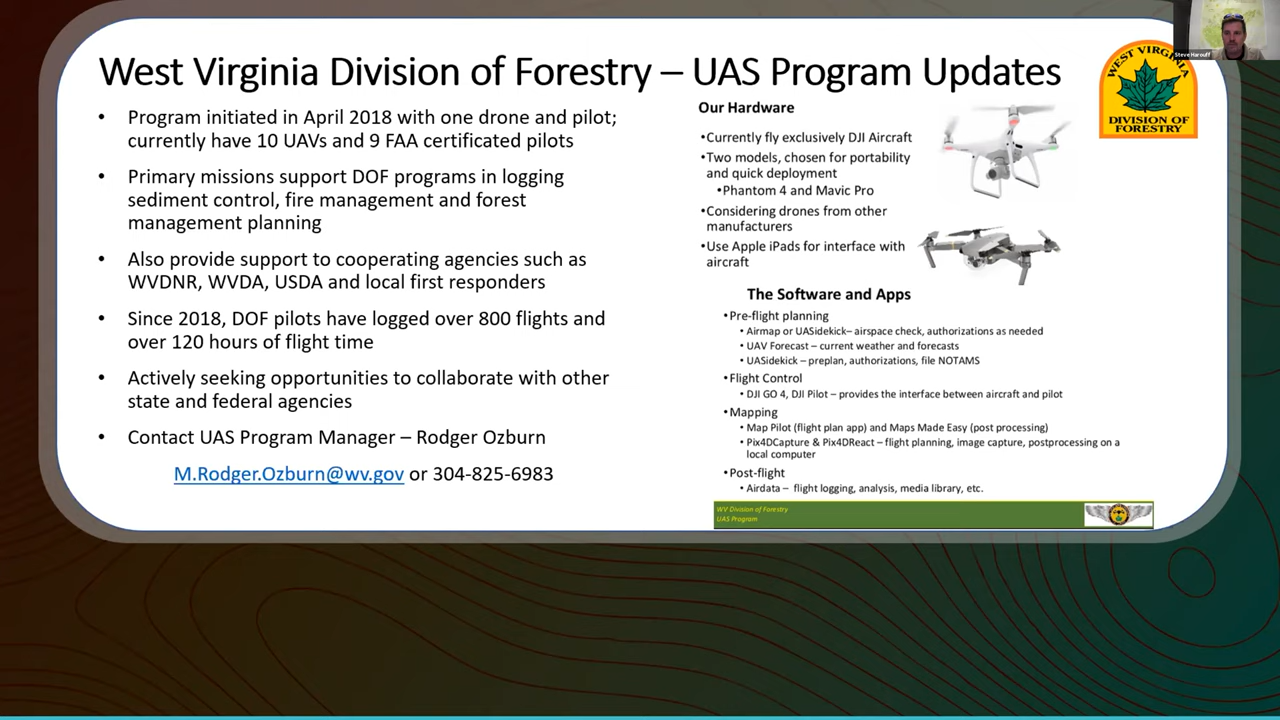 Steve Harouff
West Virginia Division of Forestry – UAS Program Updates
WEST VIRGINIA
DIVISION OF
FORESTRY
• Program initiated in April 2018 with one drone and pilot;
currently have 10 UAVs and 9 FAA certificated pilots
• Primary missions support DOF programs in logging
sediment control, fire management and forest
management planning
• Also provide support to cooperating agencies such as
WVDNR, WVDA, USDA and local first responders
• Since 2018, DOF pilots have logged over 800 flights and
over 120 hours of flight time
• Actively seeking opportunities to collaborate with other
state and federal agencies
• Contact UAS Program Manager – Rodger Ozburn
M.Rodger.Ozburn@wv.gov or 304-825-6983
Our Hardware
•Currently fly exclusively DJI Aircraft
•Two models, chosen for portability
and quick deployment
•Phantom 4 and Mavic Pro
•Considering drones from other
manufacturers
•Use Apple iPads for interface with
aircraft
The Software and Apps
•Pre-flight planning
• Airmap or UASidekick– airspace check, authorizations as needed
• UAV Forecast – current weather and forecasts
• UASidekick – preplan, authorizations, file NOTAMS
•Flight Control
• DJI GO 4, DJI Pilot – provides the interface between aircraft and pilot
•Mapping
• Map Pilot (flight plan app) and Maps Made Easy (post processing)
• Pix4DCapture & Pix4DReact – flight planning, image capture, postprocessing on a
local computer
•Post-flight
• Airdata – flight logging, analysis, media library, etc.
WV Division of Forestry
UAS Program